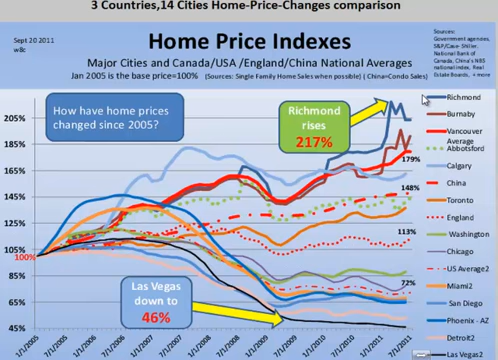 3 Countries,14 Cities Home-Price-Changes comparison
Sept 20 2011
w8c
Home Price Indexes
Major Cities and Canada/USA /England/China National Averages
Jan 2005 is the base price=100% (Sources: Single Family Home Sales when possible) ( China=Condo Sales)
Sources:
Government agencies,
S&P/Case- Shiller,
National Bank of
Canada, China's NBS
national index, Real
Estate Boards, + more
How have home prices
changed since 2005?
Richmond
rises
217%
Las Vegas
down to
46%
205%
185%
165%
145%
125%
105%
85%
65%
45%
100%
179%
148%
113%
72%
Richmond
Burnaby
Vancouver
Average
Abbotsford
Calgary
China
Toronto
England
Washington
Chicago
US Average2
Miami2
San Diego
Phoenix - AZ
Detroit2
Las Vegas2
1/1/2005
7/1/2005
1/1/2006
7/1/2006
1/1/2007
7/1/2007
1/1/2008
7/1/2008
1/1/2009
7/1/2009
1/1/2010
7/1/2010
1/1/2011
7/1/2011